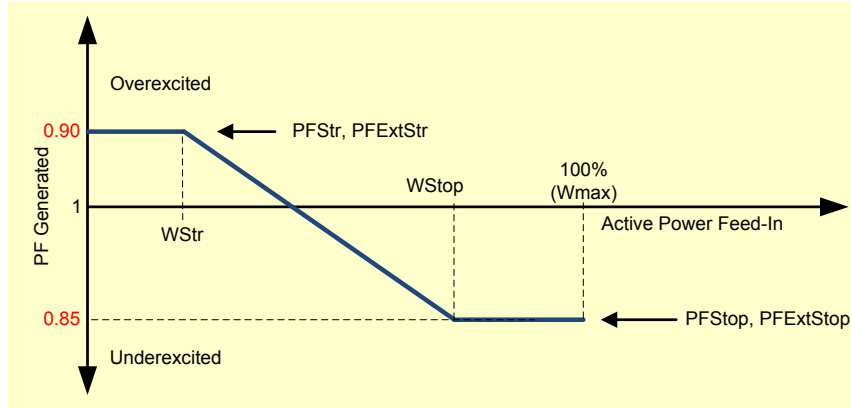 Overexcited
0.90
PFStr, PFExtStr
WStop
100%
(Wmax)
PF Generated
1
WStr
Active Power Feed-In
0.85
PFStop, PFExtStop
Underexcited